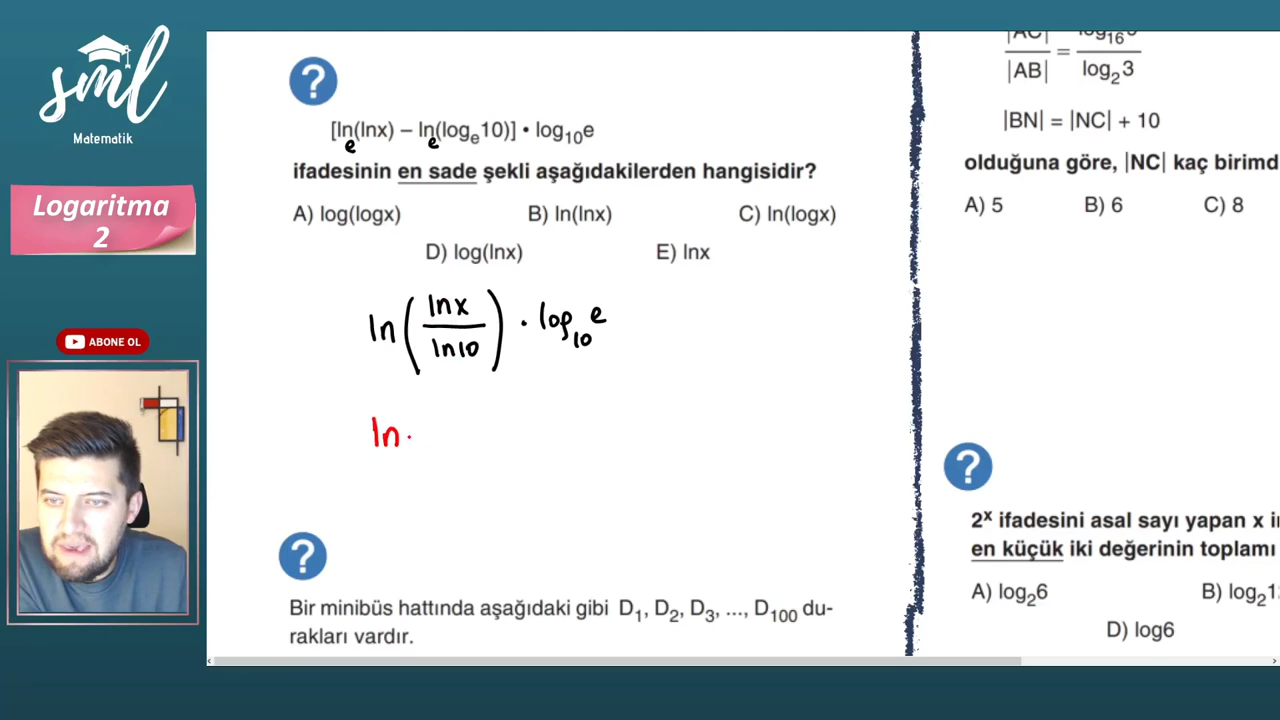 sml
Matematik
Logaritma
2
ABONE OL
?
[ln(lnx) – ln(logₑ10)] • log₁₀e
e e
ifadesinin en sade şekli aşağıdakilerden hangisidir?
A) log(logx) B) ln(lnx) C) ln(logx)
D) log(lnx) E) lnx
ln(lnx/ln10) · log₁₀e
ln ·
?
Bir minibüs hattında aşağıdaki gibi D₁, D₂, D₃, ..., D₁₀₀ du-
rakları vardır.
|AB| = log₂3
|BN| = |NC| + 10
olduğuna göre, |NC| kaç birimd
A) 5 B) 6 C) 8
?
2ˣ ifadesini asal sayı yapan x
en küçük iki değerinin toplamı
A) log₂6 B) log₂1
D) log6